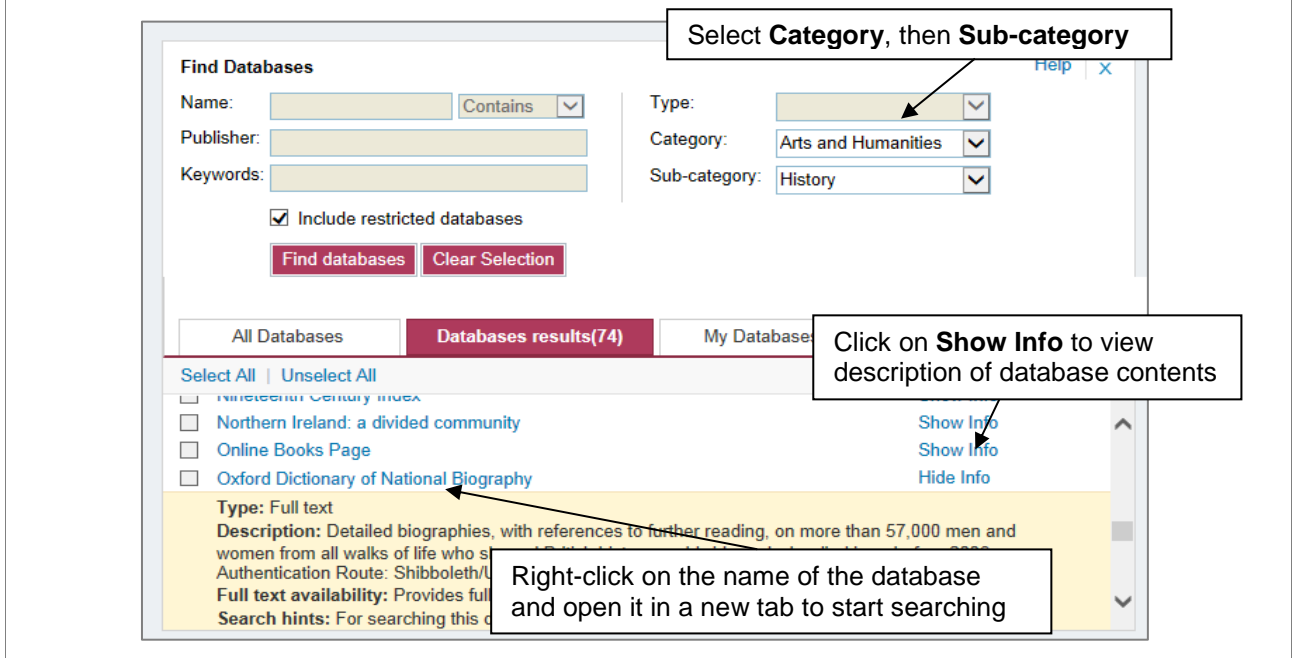 Select Category, then Sub-category
Find Databases
Help
x
Name:
Contains
Type:
Publisher:
Category:
Arts and Humanities
Keywords:
Sub-category:
History
Include restricted databases
Find databases
Clear Selection
All Databases
Databases results(74)
My Databases
Click on Show Info to view
description of database contents
Select All | Unselect All
Nineteenth Century Index
Show Info
Northern Ireland: a divided community
Show Info
Online Books Page
Show Info
Oxford Dictionary of National Biography
Hide Info
Type: Full text
Description: Detailed biographies, with references to further reading, on more than 57,000 men and
women from all walks of life who
Authentication Route: Shibboleth/
Full text availability: Provides full
Search hints: For searching this
Right-click on the name of the database
and open it in a new tab to start searching